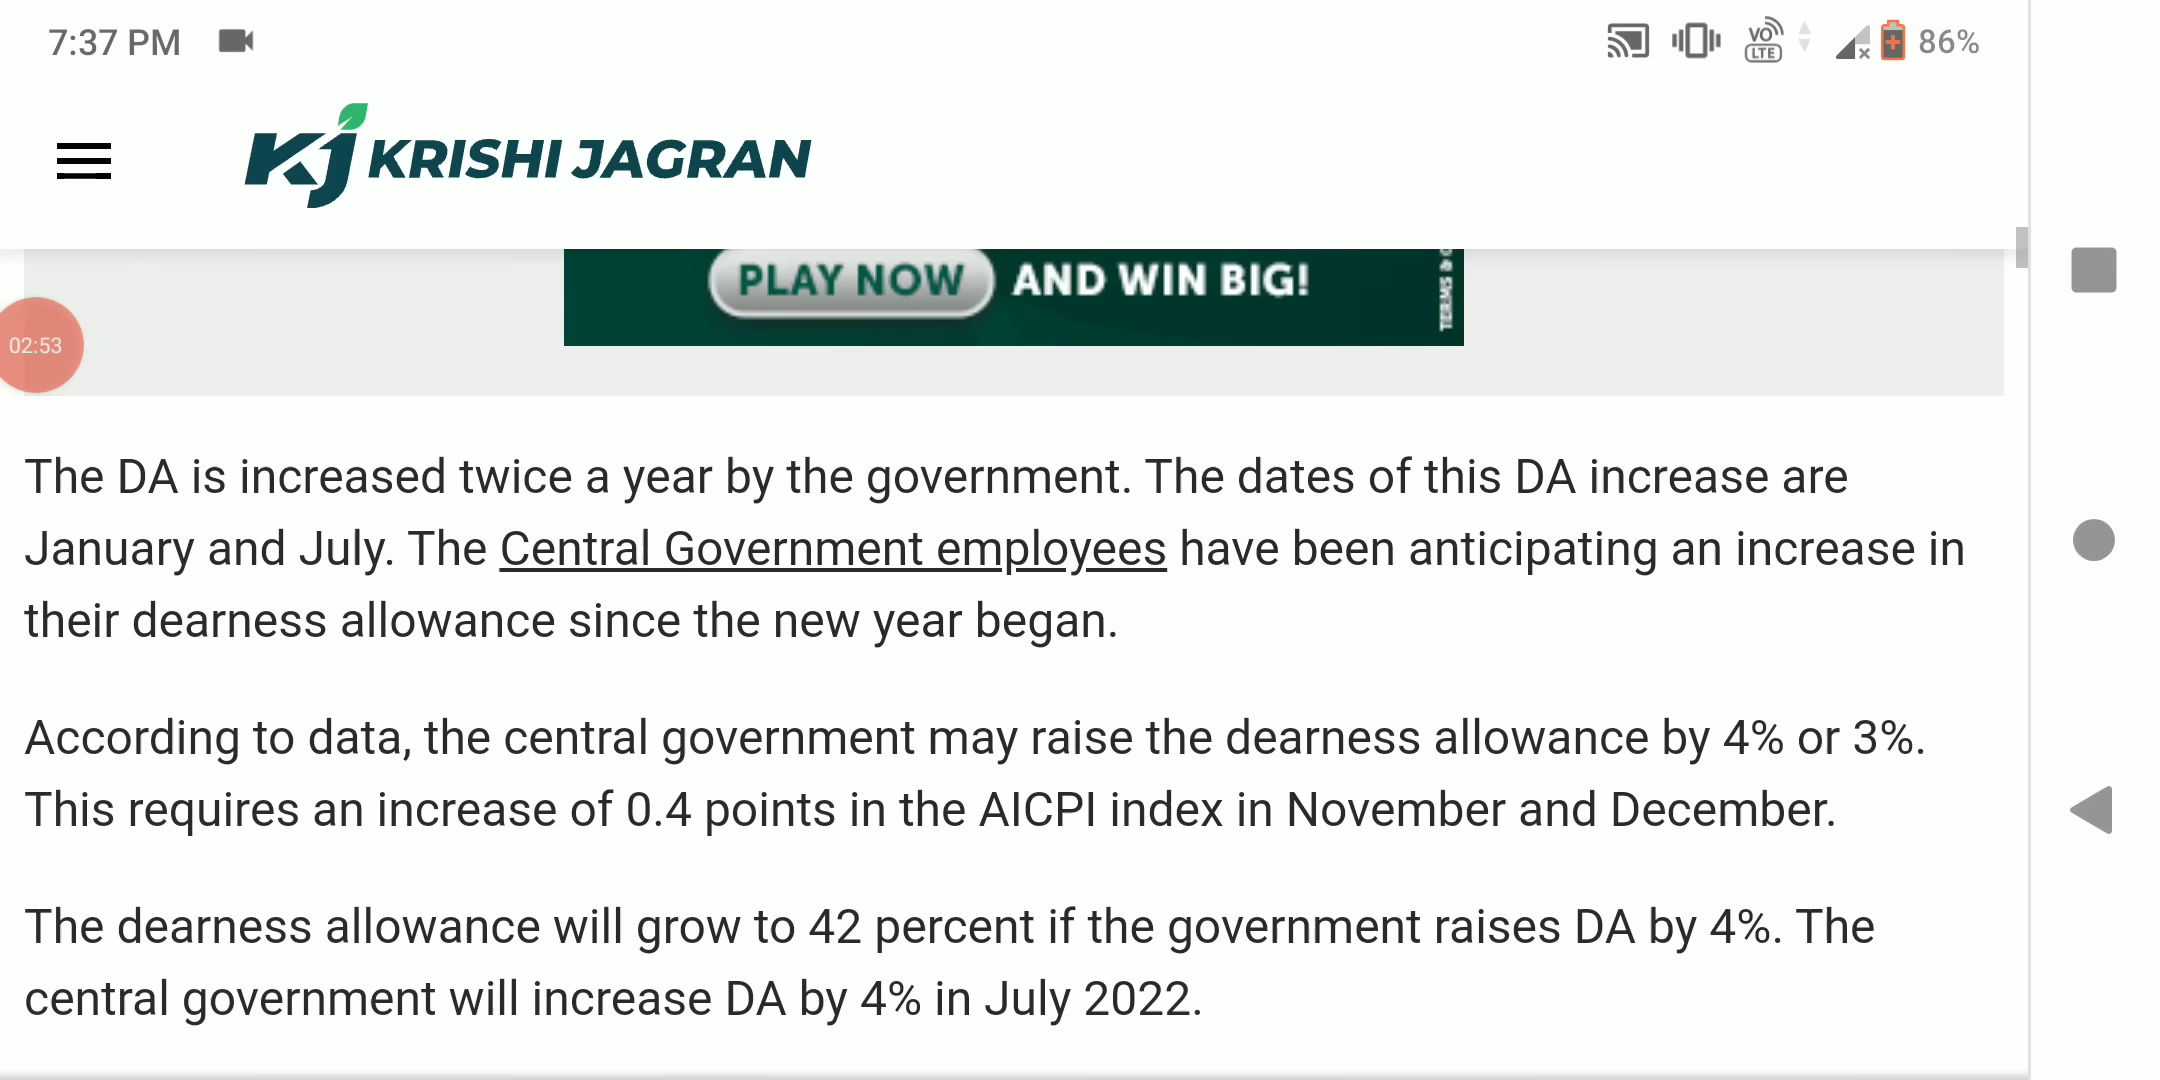 7:37 PM
VO LTE
86%
KJ KRISHI JAGRAN
PLAY NOW AND WIN BIG!
TERMS &
02:53
The DA is increased twice a year by the government. The dates of this DA increase are
January and July. The Central Government employees have been anticipating an increase in
their dearness allowance since the new year began.
According to data, the central government may raise the dearness allowance by 4% or 3%.
This requires an increase of 0.4 points in the AICPI index in November and December.
The dearness allowance will grow to 42 percent if the government raises DA by 4%. The
central government will increase DA by 4% in July 2022.